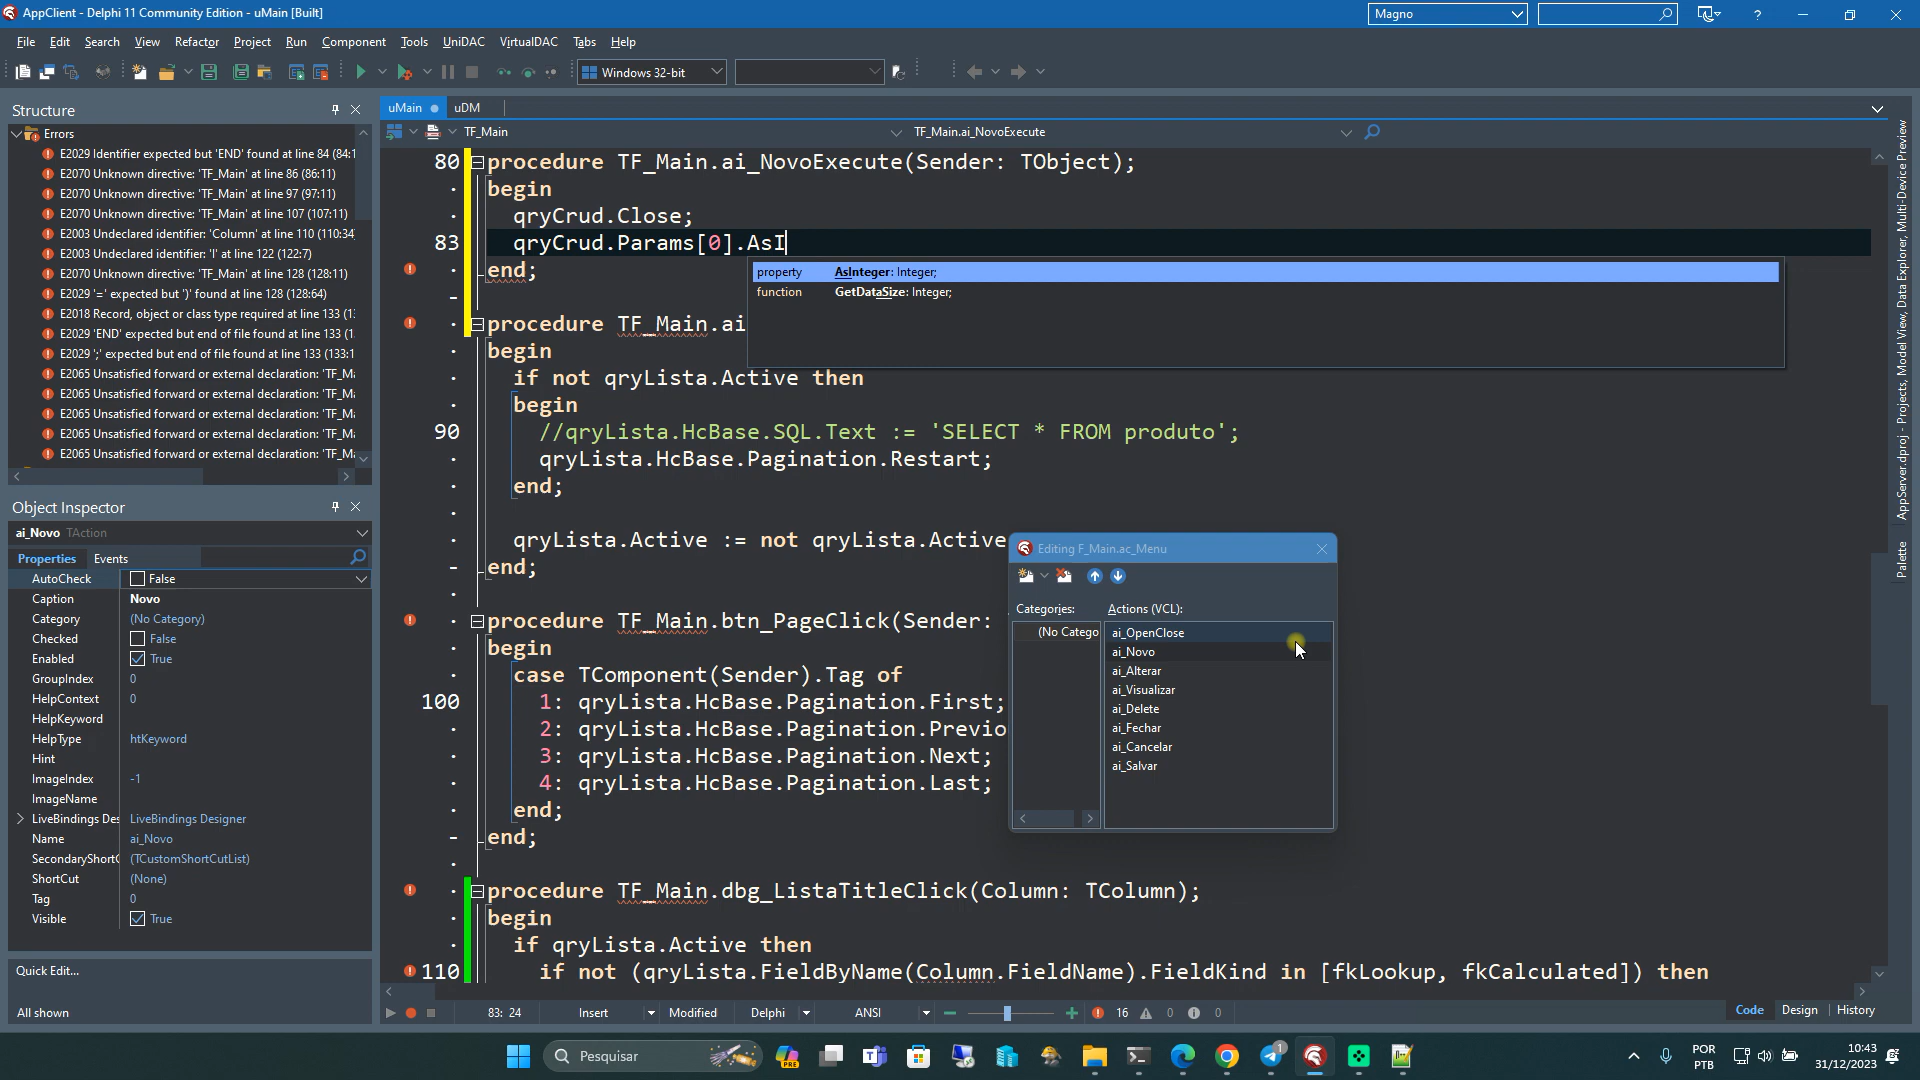 AppClient - Delphi 11 Community Edition - uMain [Built]
Magno
File Edit Search View Refactor Project Run Component Tools UniDAC VirtualDAC Tabs Help
Windows 32-bit
Structure
Errors
E2029 Identifier expected but 'END' found at line 84 (84:1
E2070 Unknown directive: 'TF_Main' at line 86 (86:11)
E2070 Unknown directive: 'TF_Main' at line 97 (97:11)
E2070 Unknown directive: 'TF_Main' at line 107 (107:11)
E2003 Undeclared identifier: 'Column' at line 110 (110:34)
E2003 Undeclared identifier: 'I' at line 122 (122:7)
E2070 Unknown directive: 'TF_Main' at line 128 (128:11)
E2029 '=' expected but ')' found at line 128 (128:64)
E2018 Record, object or class type required at line 133 (1:
E2029 'END' expected but end of file found at line 133 (1
E2029 ';' expected but end of file found at line 133 (133:1
E2065 Unsatisfied forward or external declaration: 'TF_Ma
E2065 Unsatisfied forward or external declaration: 'TF_Ma
E2065 Unsatisfied forward or external declaration: 'TF_Ma
E2065 Unsatisfied forward or external declaration: 'TF_Ma
E2065 Unsatisfied forward or external declaration: 'TF_Ma
Object Inspector
ai_Novo TAction
Properties Events
AutoCheck False
Caption Novo
Category (No Category)
Checked False
Enabled True
GroupIndex 0
HelpContext 0
HelpKeyword
HelpType htKeyword
Hint
ImageIndex -1
ImageName
LiveBindings Des LiveBindings Designer
Name ai_Novo
SecondaryShortC (TCustomShortCutList)
ShortCut (None)
Tag 0
Visible True
Quick Edit...
All shown
uMain uDM
TF_Main TF_Main.ai_NovoExecute
80 procedure TF_Main.ai_NovoExecute(Sender: TObject);
begin
qryCrud.Close;
83 qryCrud.Params[0].AsI
end;
property AsInteger: Integer;
function GetDataSize: Integer;
procedure TF_Main.ai
begin
if not qryLista.Active then
begin
90 //qryLista.HcBase.SQL.Text := 'SELECT * FROM produto';
qryLista.HcBase.Pagination.Restart;
end;
qryLista.Active := not qryLista.Active
end;
procedure TF_Main.btn_PageClick(Sender:
begin
case TComponent(Sender).Tag of
100 1: qryLista.HcBase.Pagination.First;
2: qryLista.HcBase.Pagination.Previo
3: qryLista.HcBase.Pagination.Next;
4: qryLista.HcBase.Pagination.Last;
end;
end;
procedure TF_Main.dbg_ListaTitleClick(Column: TColumn);
begin
if qryLista.Active then
110 if not (qryLista.FieldByName(Column.FieldName).FieldKind in [fkLookup, fkCalculated]) then
Editing F_Main.ac_Menu
Categories: Actions (VCL):
(No Catego
ai_OpenClose
ai_Novo
ai_Alterar
ai_Visualizar
ai_Delete
ai_Fechar
ai_Cancelar
ai_Salvar
83: 24 Insert Modified Delphi ANSI 16 0 0
Code Design History
AppServer.dproj - Projects, Model View, Data Explorer, Multi-Device Preview
Palette
Pesquisar
PRE
1
POR
PTB
10:43
31/12/2023